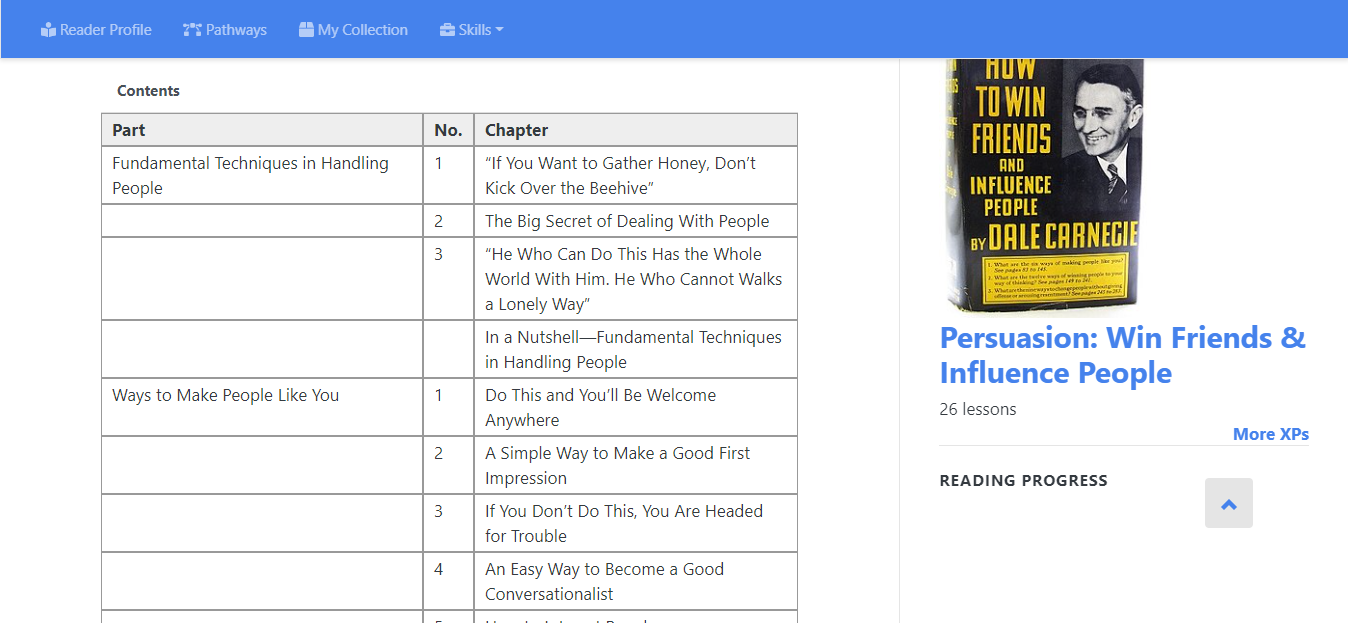 Reader Profile
Pathways
My Collection
Skills
Contents
Part
No.
Chapter
Fundamental Techniques in Handling
People
1
“If You Want to Gather Honey, Don’t
Kick Over the Beehive”
2
The Big Secret of Dealing With People
3
“He Who Can Do This Has the Whole
World With Him. He Who Cannot Walks
a Lonely Way”
In a Nutshell—Fundamental Techniques
in Handling People
Ways to Make People Like You
1
Do This and You’ll Be Welcome
Anywhere
2
A Simple Way to Make a Good First
Impression
3
If You Don’t Do This, You Are Headed
for Trouble
4
An Easy Way to Become a Good
Conversationalist
HOW
TO WIN
FRIENDS
AND
INFLUENCE
PEOPLE
BY DALE CARNEGIE
1. What are the six ways of making people like you?
See pages 83 to 143.
2. What are the twelve ways of winning people to your
way of thinking? See pages 149 to
3. What are the nine ways to change people without giving
offense or arousing resentment? See pages 245 to
Persuasion: Win Friends &
Influence People
26 lessons
More XPs
READING PROGRESS